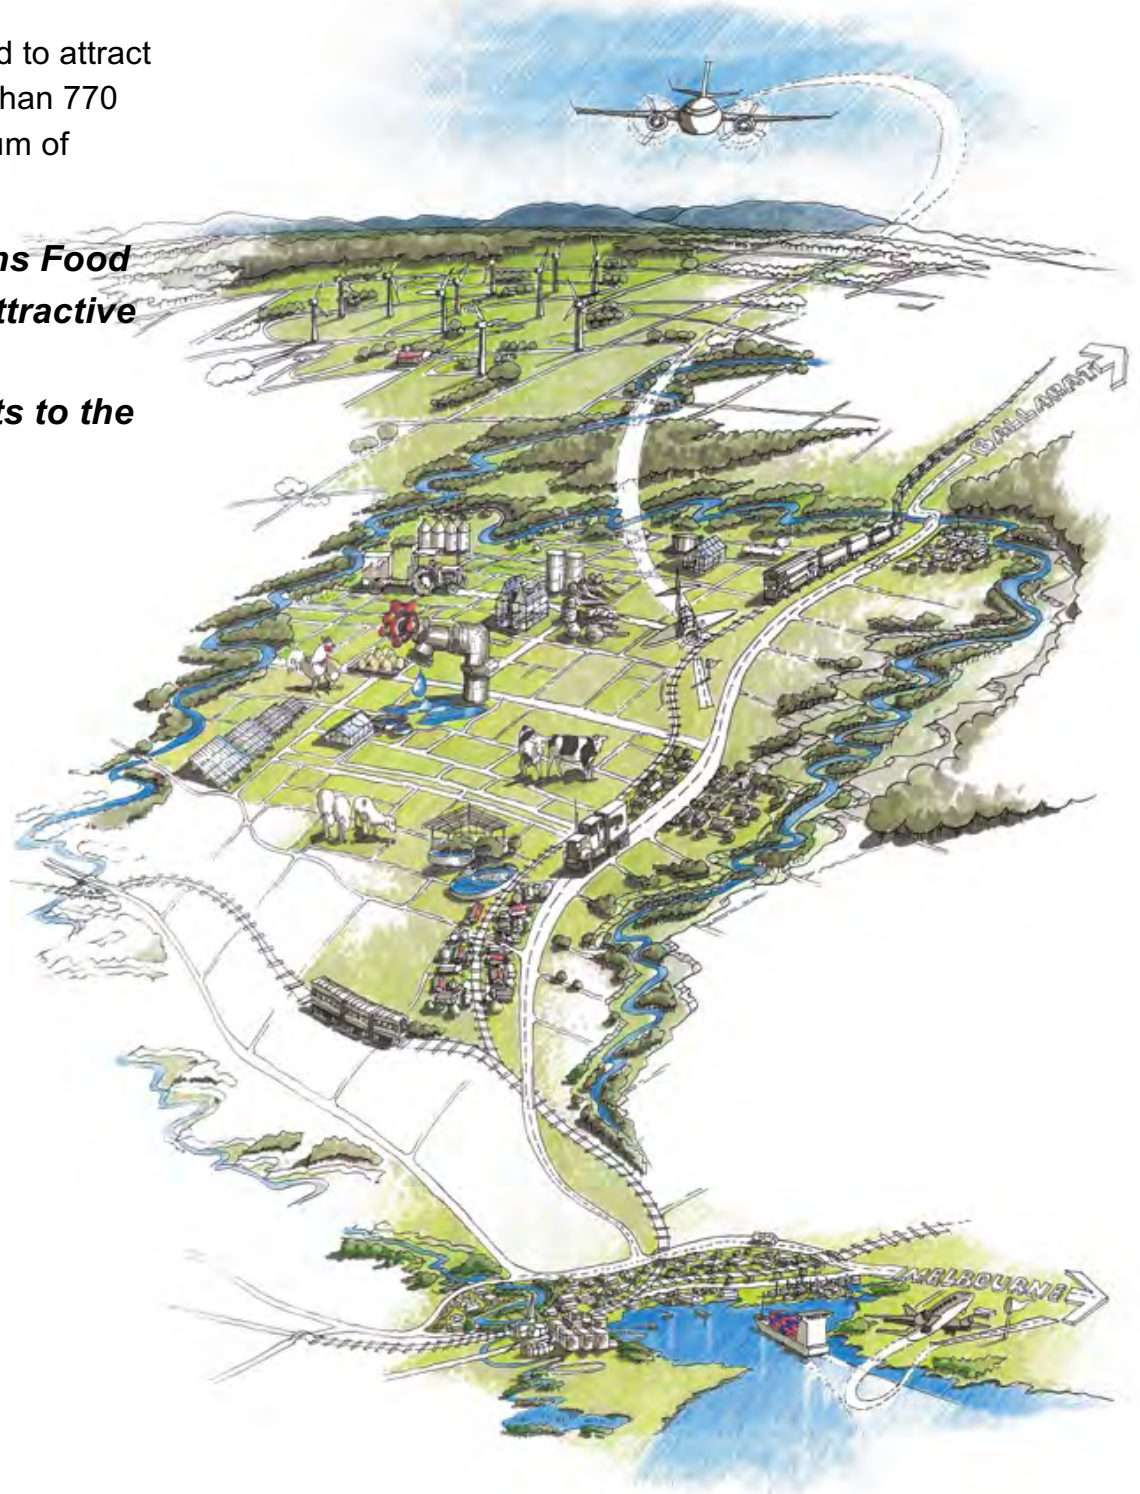 d to attract
han 770
um of
ns Food
ttractive
ts to the
BALLARAT
MELBOURNE